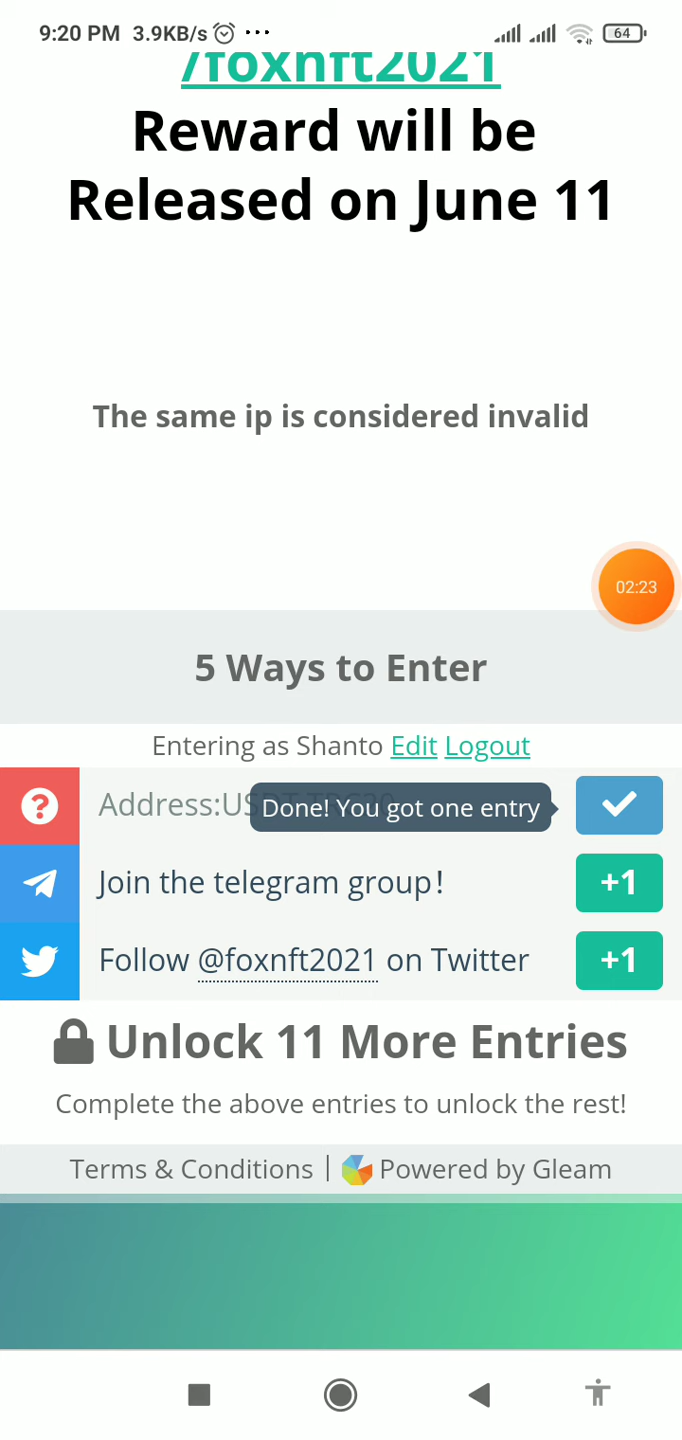 9:20 PM 3.9KB/s
64
/foxnft2021
Reward will be
Released on June 11
The same ip is considered invalid
02:23
5 Ways to Enter
Entering as Shanto Edit Logout
Address:USDT TRC20
Done! You got one entry
Join the telegram group!
+1
Follow @foxnft2021 on Twitter
+1
Unlock 11 More Entries
Complete the above entries to unlock the rest!
Terms & Conditions | Powered by Gleam